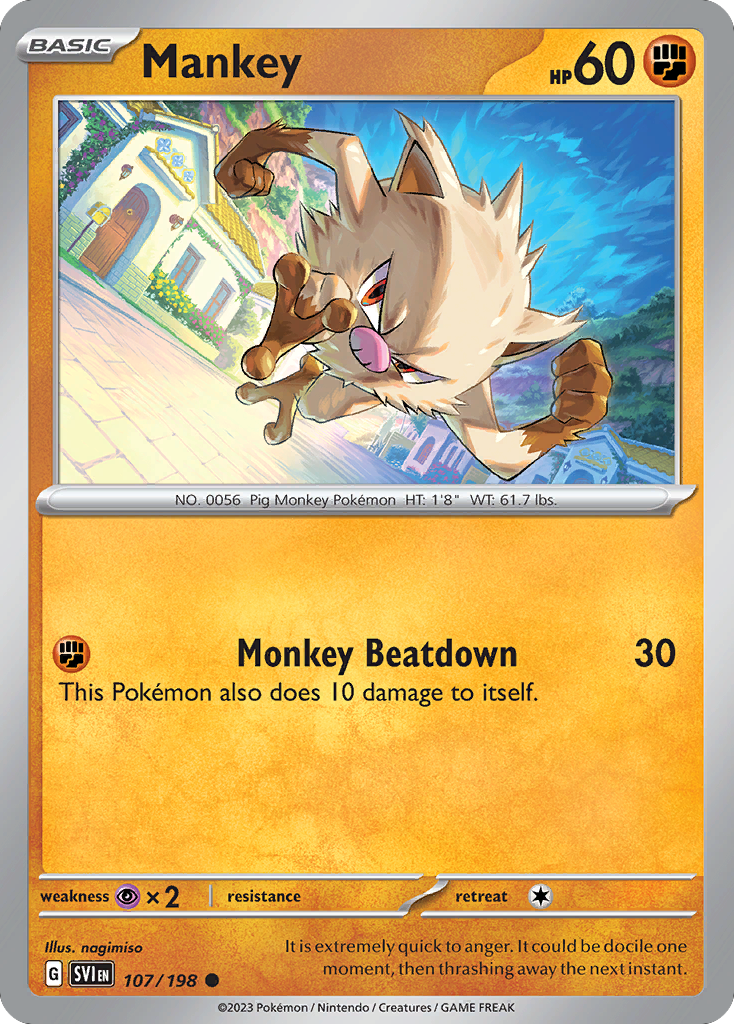 BASIC
Mankey
HP60
NO. 0056 Pig Monkey Pokémon HT: 1'8" WT: 61.7 lbs.
Monkey Beatdown 30
This Pokémon also does 10 damage to itself.
weakness ×2 resistance retreat
Illus. nagimiso
It is extremely quick to anger. It could be docile one
moment, then thrashing away the next instant.
G SVI EN 107/198
©2023 Pokémon / Nintendo / Creatures / GAME FREAK